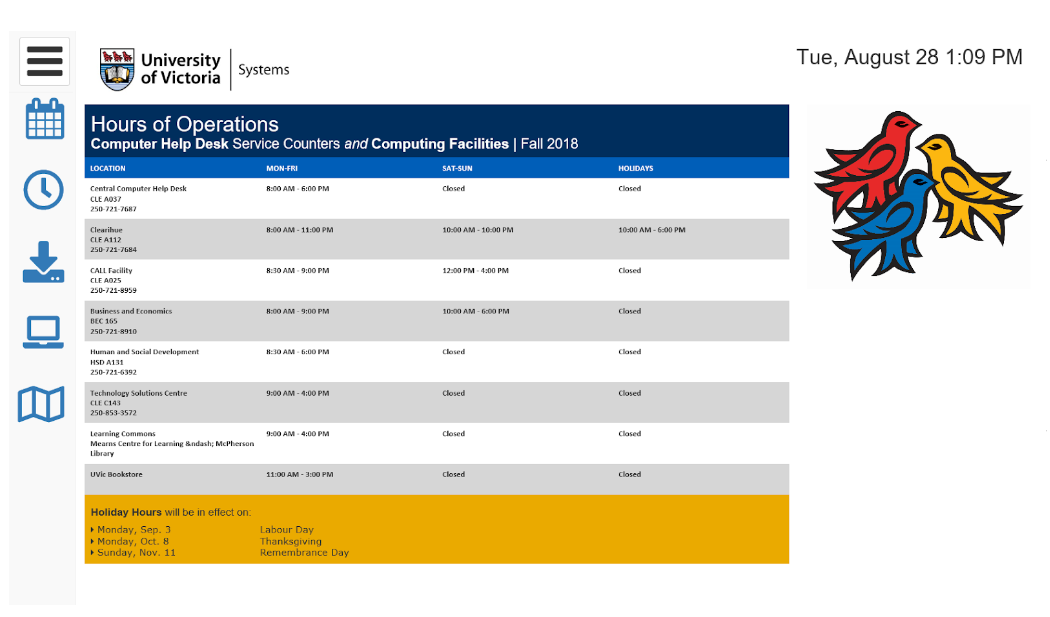 University
of Victoria
Systems
Tue, August 28 1:09 PM
Hours of Operations
Computer Help Desk Service Counters and Computing Facilities | Fall 2018
LOCATION MON-FRI SAT-SUN HOLIDAYS
Central Computer Help Desk 8:00 AM - 6:00 PM Closed Closed
CLE A037
250-721-7687
Clearihue 8:00 AM - 11:00 PM 10:00 AM - 10:00 PM 10:00 AM - 6:00 PM
CLE A112
250-721-7684
CALL Facility 8:30 AM - 9:00 PM 12:00 PM - 4:00 PM Closed
CLE A025
250-721-8959
Business and Economics 8:00 AM - 9:00 PM 10:00 AM - 6:00 PM Closed
BEC 165
250-721-8910
Human and Social Development 8:30 AM - 6:00 PM Closed Closed
HSD A131
250-721-6392
Technology Solutions Centre 9:00 AM - 4:00 PM Closed Closed
CLE C143
250-853-3572
Learning Commons 9:00 AM - 4:00 PM Closed Closed
Mearns Centre for Learning &ndash; McPherson
Library
UVic Bookstore 11:00 AM - 3:00 PM Closed Closed
Holiday Hours will be in effect on:
Monday, Sep. 3 Labour Day
Monday, Oct. 8 Thanksgiving
Sunday, Nov. 11 Remembrance Day